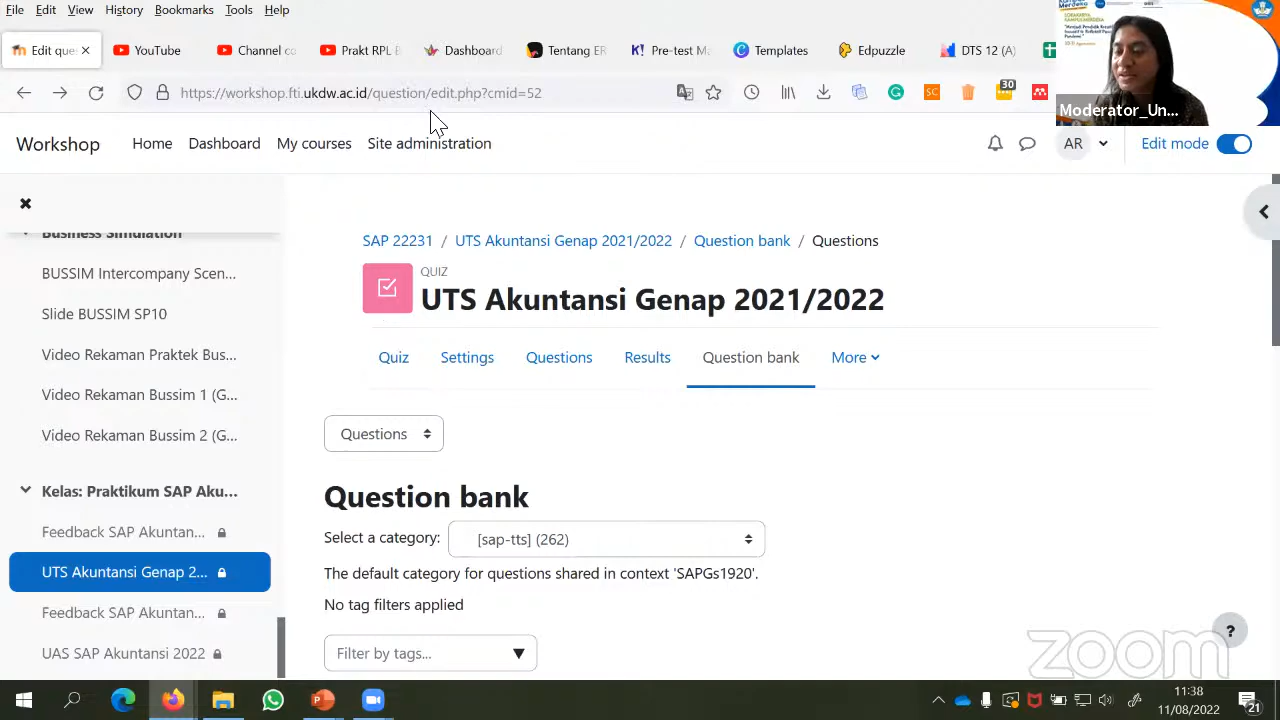 File Edit View History Bookmarks Tools Help
Edit que
YouTube
Channel c
Dashboard
Tentang ER
Pre-test Mo
Templates
Edpuzzle
DTS 12 (A)
https://workshop.fti.ukdw.ac.id/question/edit.php?cmid=52
SC
30
Moderator_Un...
Workshop
Home Dashboard My courses Site administration
AR
Edit mode
SAP 22231 / UTS Akuntansi Genap 2021/2022 / Question bank / Questions
QUIZ
UTS Akuntansi Genap 2021/2022
Quiz Settings Questions Results Question bank More
Business Simulation
BUSSIM Intercompany Scen...
Slide BUSSIM SP10
Video Rekaman Praktek Bus...
Video Rekaman Bussim 1 (G...
Video Rekaman Bussim 2 (G...
Kelas: Praktikum SAP Aku...
Feedback SAP Akuntan...
UTS Akuntansi Genap 2...
Feedback SAP Akuntan...
UAS SAP Akuntansi 2022
Questions
Question bank
Select a category: [sap-tts] (262)
The default category for questions shared in context 'SAPGs1920'.
No tag filters applied
Filter by tags...
?
zoom
11:38
11/08/2022
21